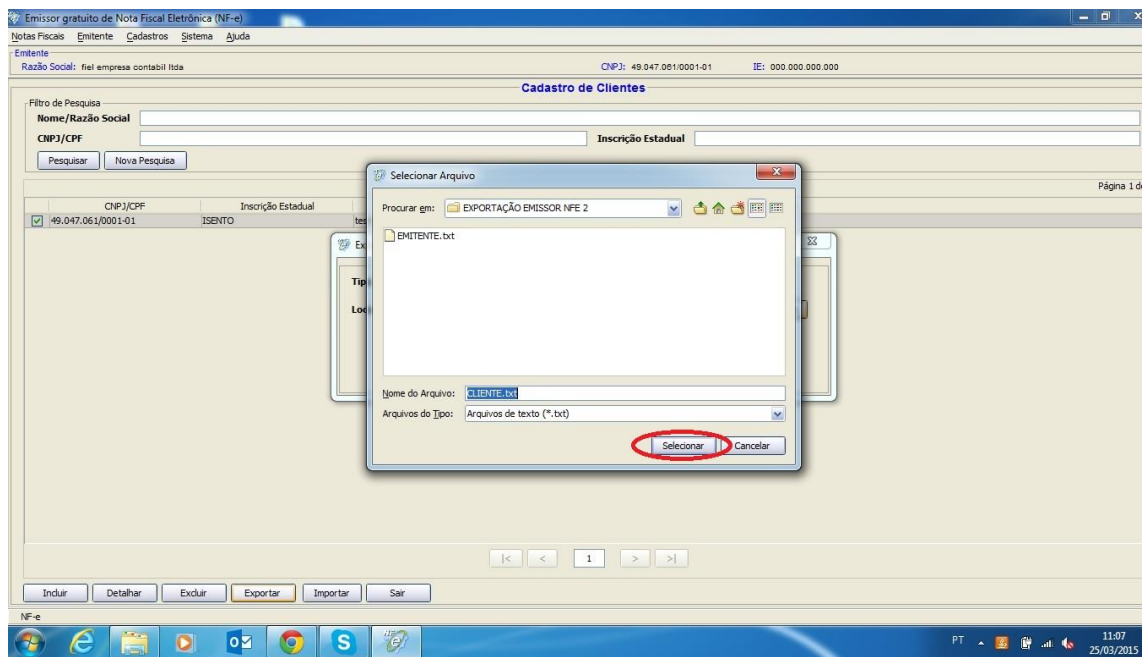 Emissor gratuito de Nota Fiscal Eletrônica (NF-e)
Notas Fiscais Emitente Cadastros Sistema Ajuda
Emitente
Razão Social: fiel empresa contabil ltda CNPJ: 49.047.061/0001-01 IE: 000.000.000.000
Cadastro de Clientes
Filtro de Pesquisa
Nome/Razão Social
CNPJ/CPF Inscrição Estadual
Pesquisar Nova Pesquisa
Selecionar Arquivo
Página 1 d
Procurar em: EXPORTAÇÃO EMISSOR NFE 2
CNPJ/CPF Inscrição Estadual
49.047.061/0001-01 ISENTO
EMITENTE.txt
Ex
Tip
Loc
Nome do Arquivo: CLIENTE.txt
Arquivos do Tipo: Arquivos de texto (*.txt)
Selecionar Cancelar
|< < 1 > >|
Incluir Detalhar Excluir Exportar Importar Sair
NF-e
PT 11:07
25/03/2015